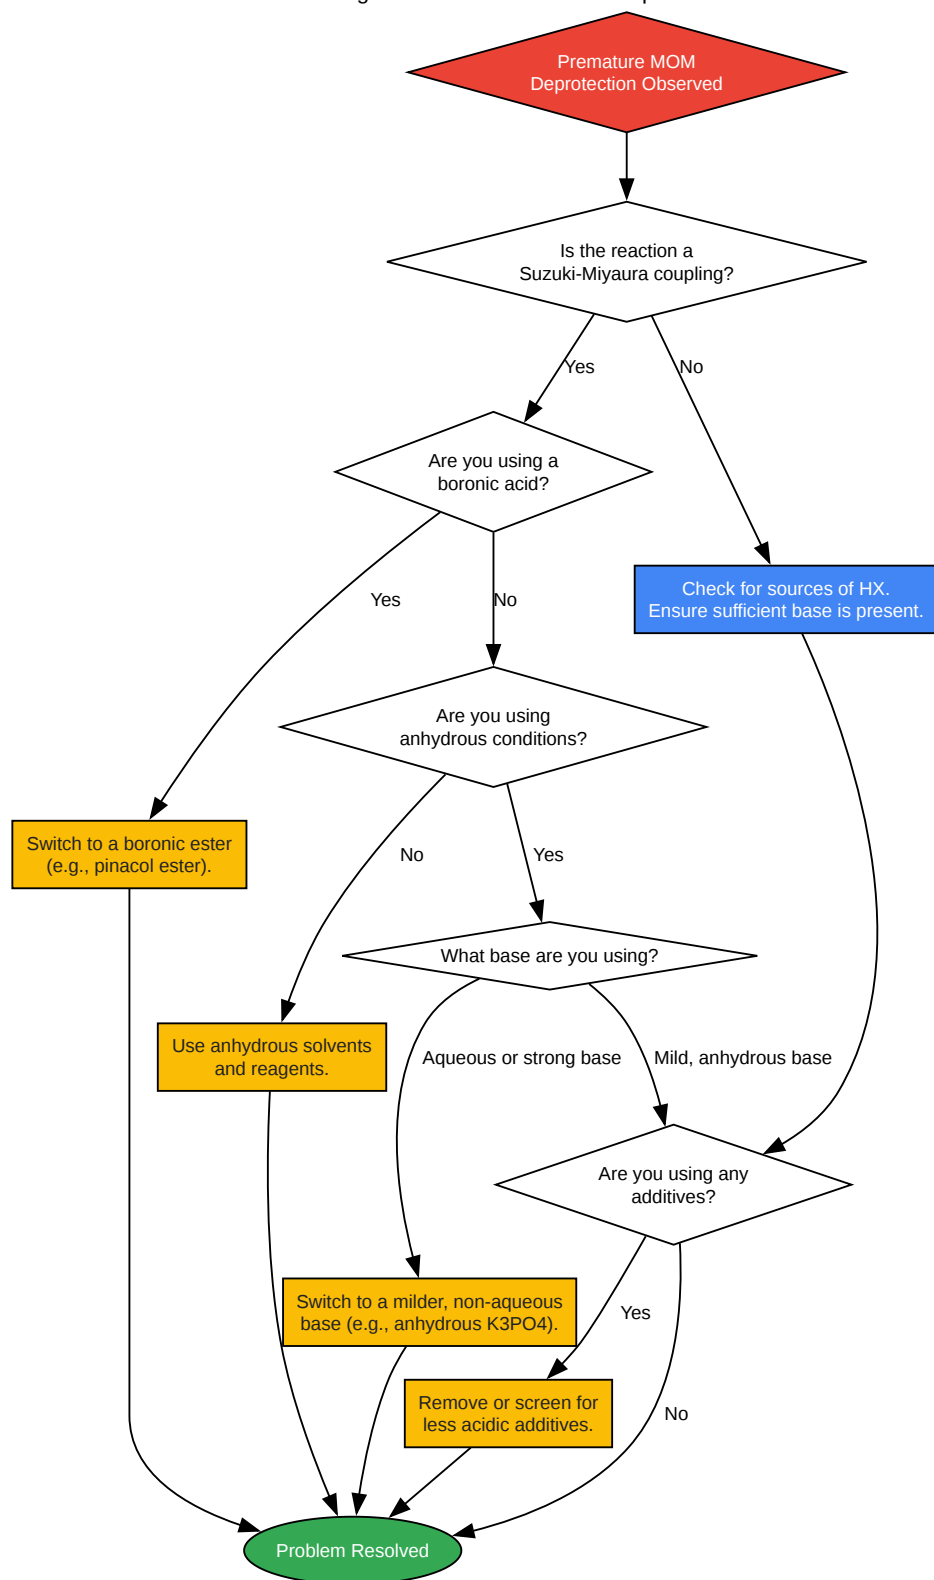 Premature MOM
Deprotection Observed
Is the reaction a
Suzuki-Miyaura coupling?
Yes
No
Are you using a
boronic acid?
Yes
No
Check for sources of HX.
Ensure sufficient base is present.
Are you using
anhydrous conditions?
Switch to a boronic ester
(e.g., pinacol ester).
No
Yes
What base are you using?
Use anhydrous solvents
and reagents.
Aqueous or strong base
Mild, anhydrous base
Are you using any
additives?
Switch to a milder, non-aqueous
base (e.g., anhydrous K3PO4).
Yes
Remove or screen for
less acidic additives.
No
Problem Resolved